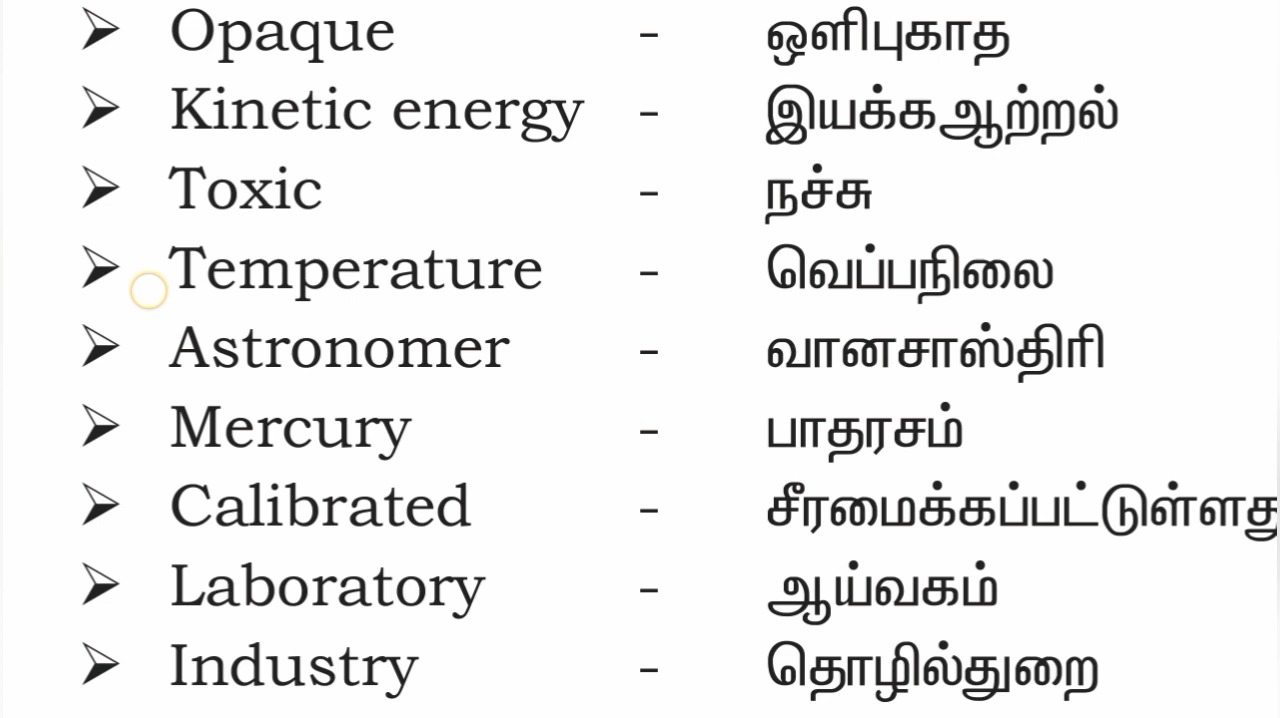 ➢ Opaque - ஒளிபுகாத
➢ Kinetic energy - இயக்கஆற்றல்
➢ Toxic - நச்சு
➢ Temperature - வெப்பநிலை
➢ Astronomer - வானசாஸ்திரி
➢ Mercury - பாதரசம்
➢ Calibrated - சீரமைக்கப்பட்டுள்ளது
➢ Laboratory - ஆய்வகம்
➢ Industry - தொழில்துறை